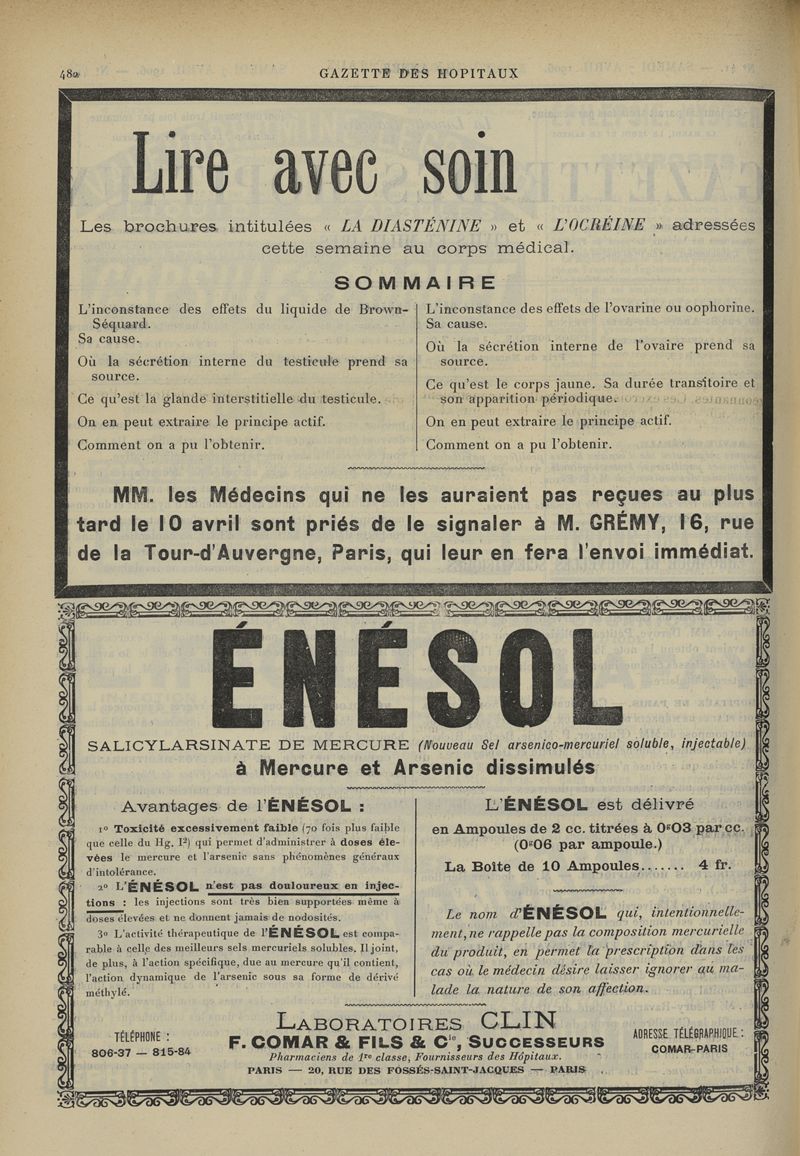 482
GAZETTE DES HOPITAUX
Lire avec soin
Les brochures intitulées « LA DIASTÉNINE » et « L'OCRÉINE » adressées
cette semaine au corps médical.
SOMMAIRE
L'inconstance des effets du liquide de Brown-
Séquard.
Sa cause.
Où la sécrétion interne du testicule prend sa
source.
Ce qu'est la glande interstitielle du testicule.
On en peut extraire le principe actif.
Comment on a pu l'obtenir.
L'inconstance des effets de l'ovarine ou oophorine.
Sa cause.
Où la sécrétion interne de l'ovaire prend sa
source.
Ce qu'est le corps jaune. Sa durée transitoire et
son apparition périodique.
On en peut extraire le principe actif.
Comment on a pu l'obtenir.
MM. les Médecins qui ne les auraient pas reçues au plus
tard le 10 avril sont priés de le signaler à M. GRÉMY, 16, rue
de la Tour-d'Auvergne, Paris, qui leur en fera l'envoi immédiat.
ÉNÉSOL
SALICYLARSINATE DE MERCURE (Nouveau Sel arsenico-mercuriel soluble, injectable)
à Mercure et Arsenic dissimulés
Avantages de l'ÉNÉSOL :
1º Toxicité excessivement faible (70 fois plus faible
que celle du Hg. I²) qui permet d'administrer à doses éle-
vées le mercure et l'arsenic sans phénomènes généraux
d'intolérance.
2º L'ÉNÉSOL n'est pas douloureux en injec-
tions : les injections sont très bien supportées même à
doses élevées et ne donnent jamais de nodosités.
3º L'activité thérapeutique de l'ÉNÉSOL est compa-
rable à celle des meilleurs sels mercuriels solubles. Il joint,
de plus, à l'action spécifique, due au mercure qu'il contient,
l'action dynamique de l'arsenic sous sa forme de dérivé
méthylé.
L'ÉNÉSOL est délivré
en Ampoules de 2 cc. titrées à 0ᵍ03 par cc.
(0ᵍ06 par ampoule.)
La Boîte de 10 Ampoules....... 4 fr.
Le nom d'ÉNÉSOL qui, intentionnelle-
ment, ne rappelle pas la composition mercurielle
du produit, en permet la prescription dans les
cas où le médecin désire laisser ignorer au ma-
lade la nature de son affection.
LABORATOIRES CLIN
F. COMAR & FILS & Cⁱᵉ, SUCCESSEURS
Pharmaciens de 1ʳᵉ classe, Fournisseurs des Hôpitaux.
PARIS — 20, RUE DES FOSSÉS-SAINT-JACQUES — PARIS
TÉLÉPHONE :
806-37 — 815-84
ADRESSE TÉLÉGRAPHIQUE :
COMAR-PARIS